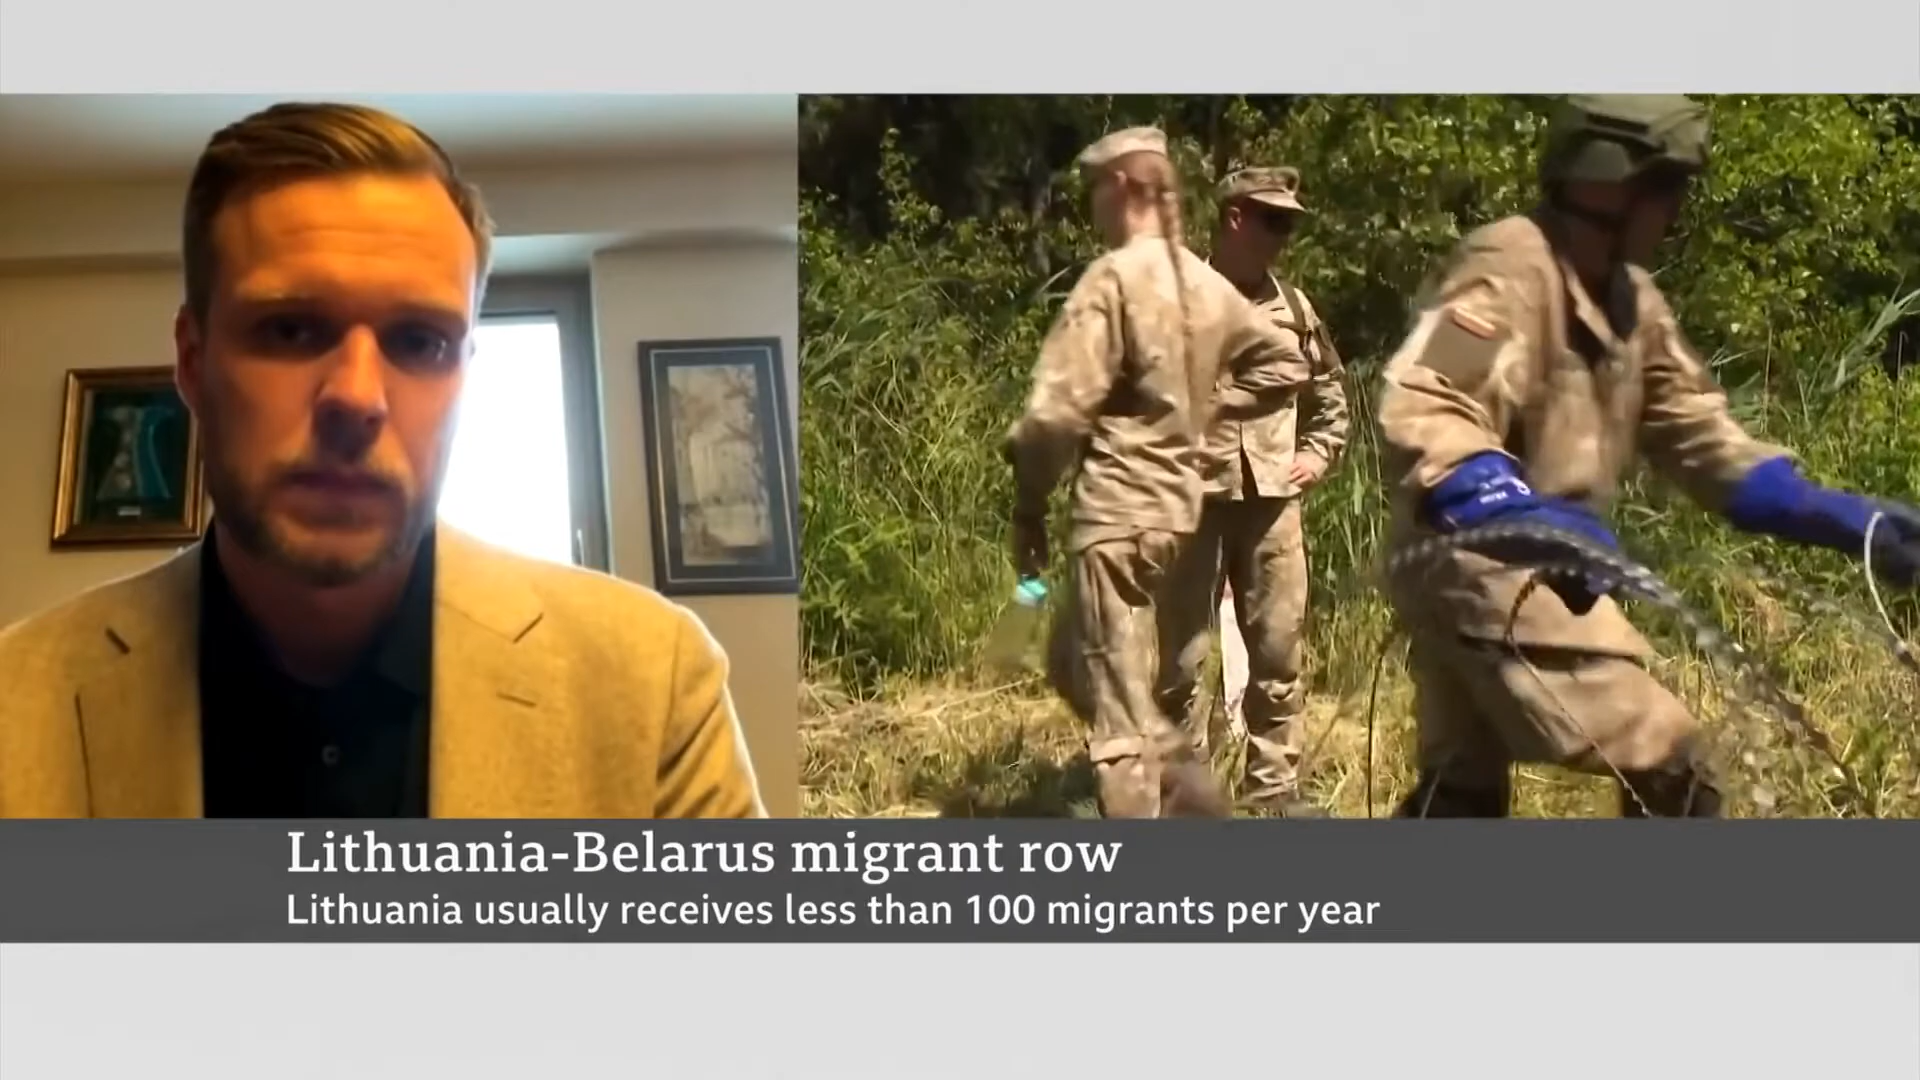 Lithuania-Belarus migrant row
Lithuania usually receives less than 100 migrants per year